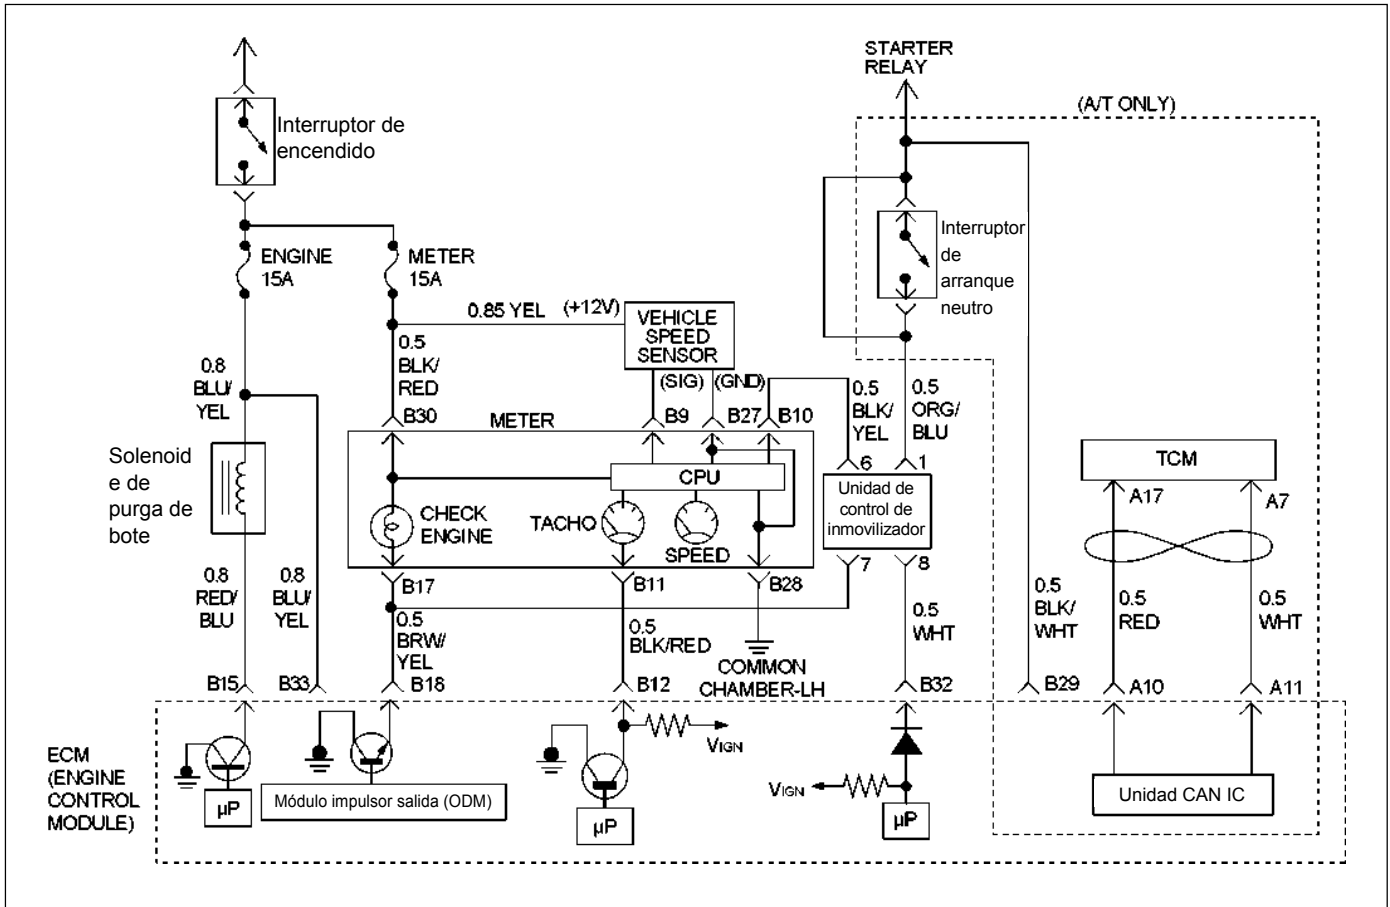 STARTER
RELAY
(A/T ONLY)
Interruptor de
encendido
Interruptor
de
arranque
neutro
ENGINE
15A
METER
15A
0.85 YEL
(+12V)
VEHICLE
SPEED
SENSOR
(SIG)
(GND)
0.8
BLU/
YEL
0.5
BLK/
RED
0.5
BLK/
YEL
0.5
ORG/
BLU
B30
METER
B9
B27
B10
6
1
CPU
TCM
Solenoid
e de
purga de
bote
CHECK
ENGINE
TACHO
SPEED
Unidad de
control de
inmovilizador
A17
A7
B17
B11
B28
7
8
0.8
RED/
BLU
0.8
BLU/
YEL
0.5
BRW/
YEL
0.5
BLK/RED
COMMON
CHAMBER-LH
0.5
WHT
0.5
BLK/
WHT
0.5
RED
0.5
WHT
B15
B33
B18
B12
B32
B29
A10
A11
ECM
(ENGINE
CONTROL
MODULE)
VIGN
VIGN
µP
Módulo impulsor salida (ODM)
µP
µP
Unidad CAN IC